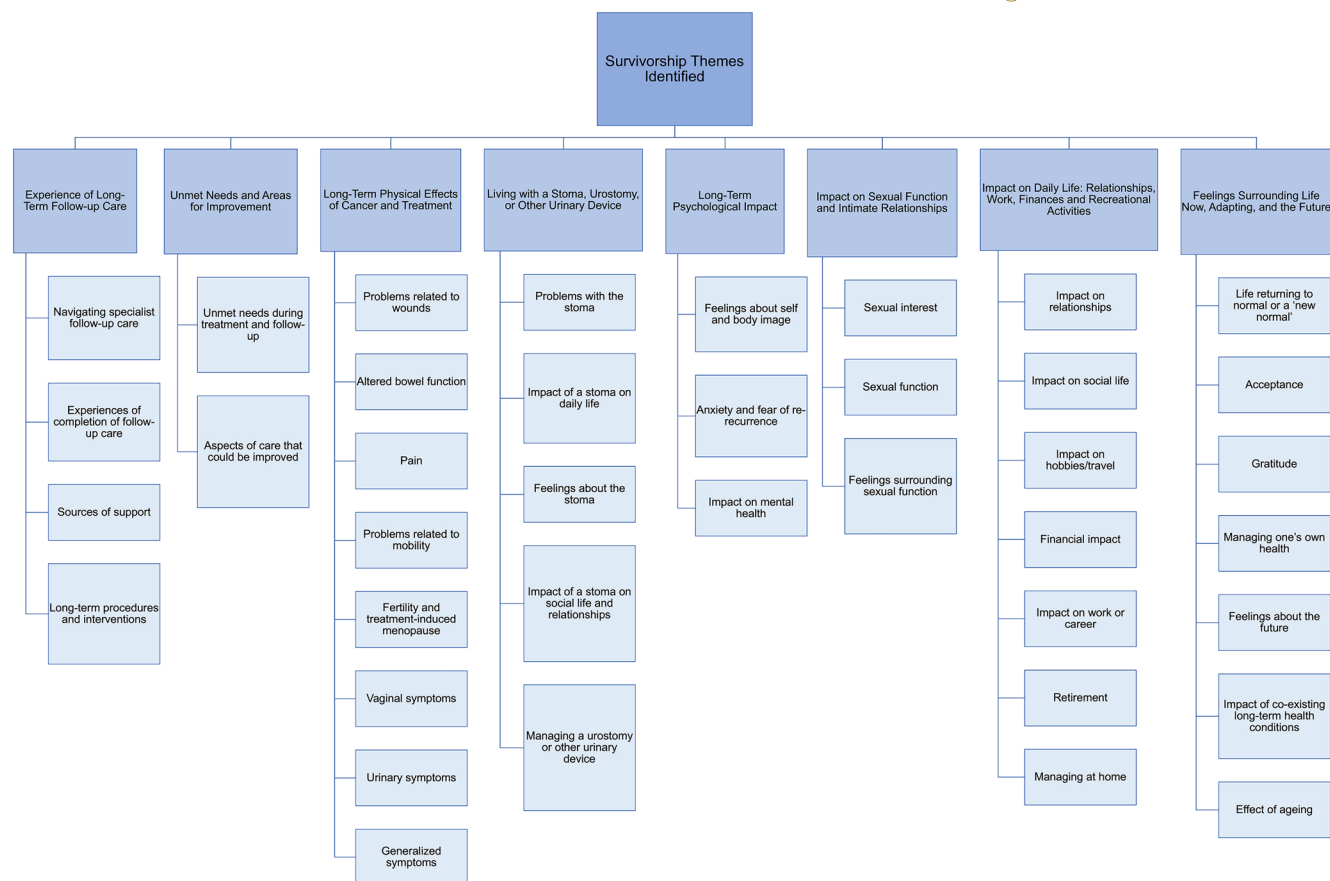 Survivorship Themes
Identified
Experience of Long-
Term Follow-up Care
Navigating specialist
follow-up care
Experiences of
completion of follow-
up care
Sources of support
Long-term procedures
and interventions
Unmet Needs and Areas
for Improvement
Unmet needs during
treatment and follow-
up
Aspects of care that
could be improved
Long-Term Physical Effects
of Cancer and Treatment
Problems related to
wounds
Altered bowel function
Pain
Problems related to
mobility
Fertility and
treatment-induced
menopause
Vaginal symptoms
Urinary symptoms
Generalized
symptoms
Living with a Stoma, Urostomy,
or Other Urinary Device
Problems with the
stoma
Impact of a stoma on
daily life
Feelings about the
stoma
Impact of a stoma on
social life and
relationships
Managing a urostomy
or other urinary
device
Long-Term
Psychological Impact
Feelings about self
and body image
Anxiety and fear of re-
recurrence
Impact on mental
health
Impact on Sexual Function
and Intimate Relationships
Sexual interest
Sexual function
Feelings surrounding
sexual function
Impact on Daily Life: Relationships,
Work, Finances and Recreational
Activities
Impact on
relationships
Impact on social life
Impact on
hobbies/travel
Financial impact
Impact on work or
career
Retirement
Managing at home
Feelings Surrounding Life
Now, Adapting, and the Future
Life returning to
normal or a ‘new
normal’
Acceptance
Gratitude
Managing one’s own
health
Feelings about the
future
Impact of co-existing
long-term health
conditions
Effect of ageing